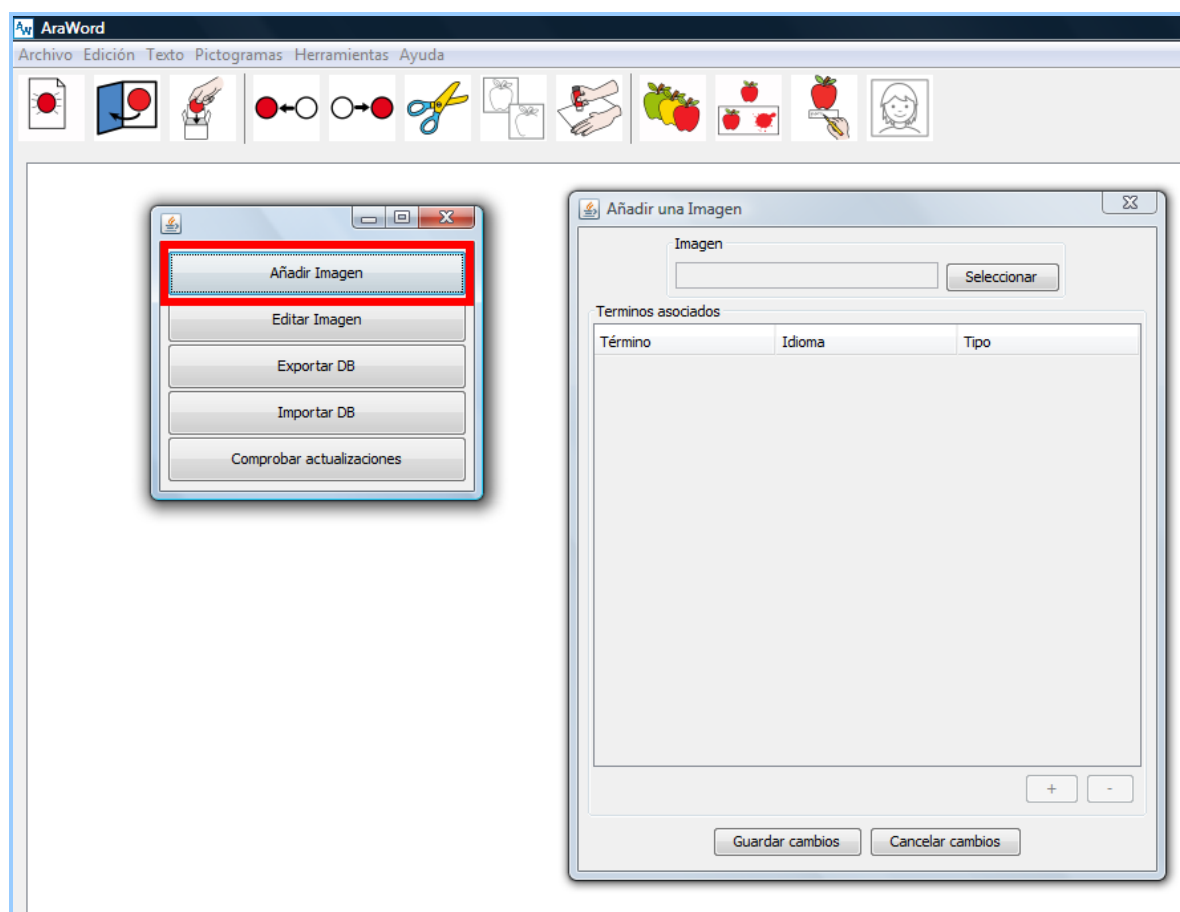 AraWord
Archivo Edición Texto Pictogramas Herramientas Ayuda
Añadir Imagen
Editar Imagen
Exportar DB
Importar DB
Comprobar actualizaciones
Añadir una Imagen
Imagen
Seleccionar
Terminos asociados
Término Idioma Tipo
+ -
Guardar cambios Cancelar cambios